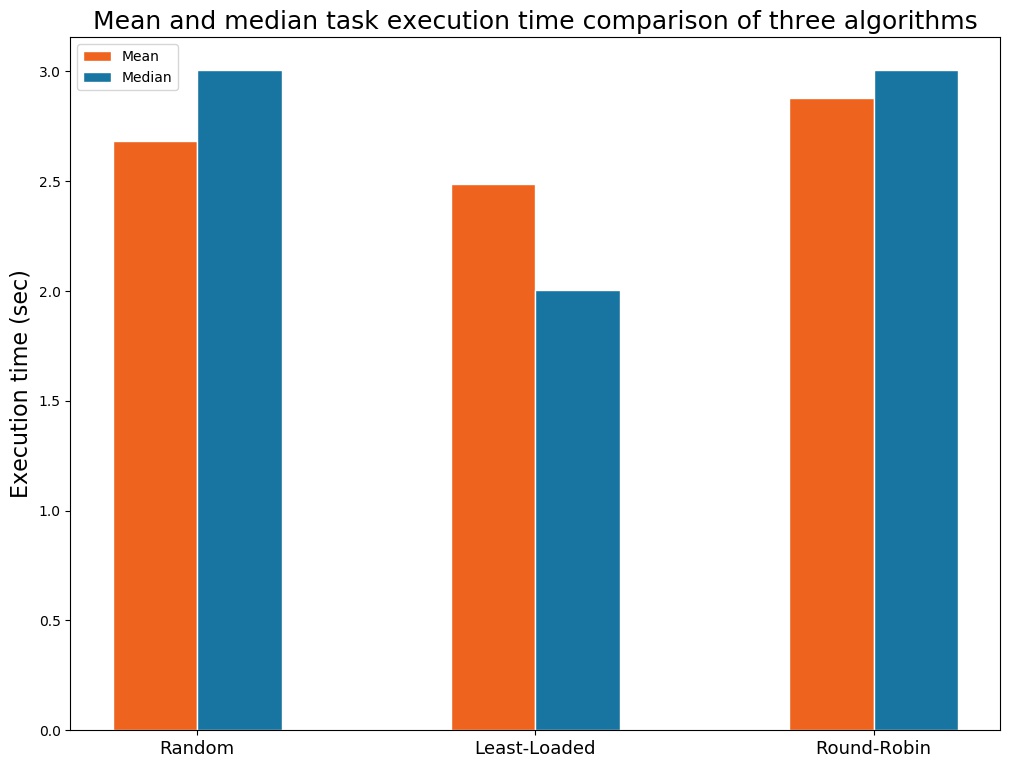 Mean and median task execution time comparison of three algorithms
Mean
Median
Execution time (sec)
3.0
2.5
2.0
1.5
1.0
0.5
0.0
Random
Least-Loaded
Round-Robin